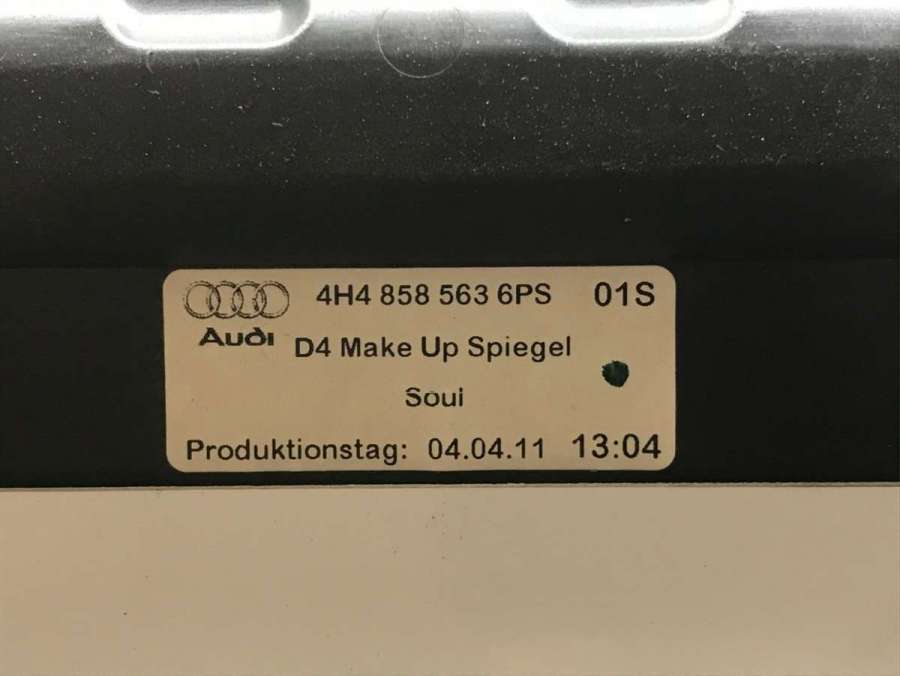 4H4 858 563 6PS 01S
Audi
D4 Make Up Spiegel
Soul
Produktionstag: 04.04.11 13:04